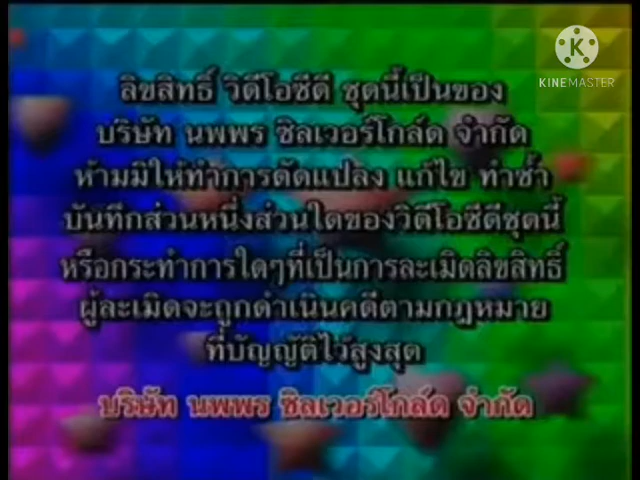 KINEMASTER
ลิขสิทธิ์ วิดีโอซีดี ชุดนี้เป็นของ
บริษัท นพพร ซิลเวอร์โกล์ด จำกัด
ห้ามมิให้ทำการดัดแปลง แก้ไข ทำซ้ำ
บันทึกส่วนหนึ่งส่วนใดของวิดีโอซีดีชุดนี้
หรือกระทำการใดๆที่เป็นการละเมิดลิขสิทธิ์
ผู้ละเมิดจะถูกดำเนินคดีตามกฎหมาย
ที่บัญญัติไว้สูงสุด
บริษัท นพพร ซิลเวอร์โกล์ด จำกัด